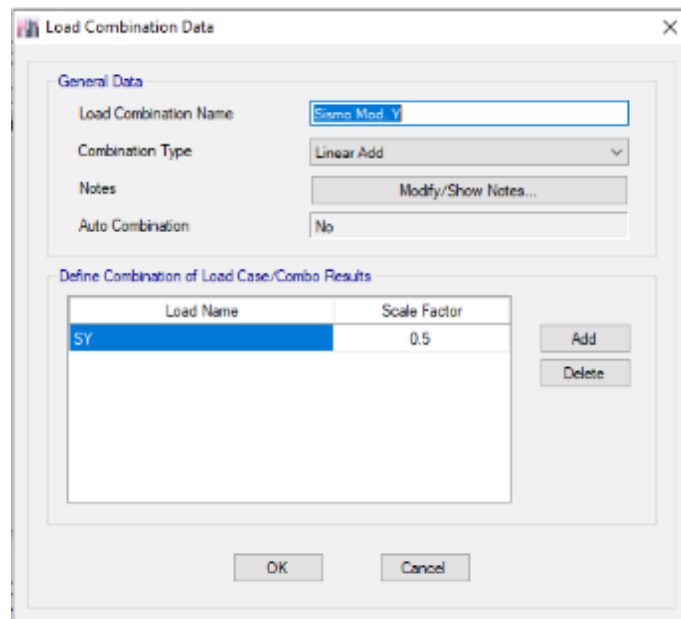 Load Combination Data
General Data
Load Combination Name
Sismo Mod. Y
Combination Type
Linear Add
Notes
Modify/Show Notes...
Auto Combination
No
Define Combination of Load Case/Combo Results
Load Name Scale Factor
SY 0.5
Add
Delete
OK Cancel